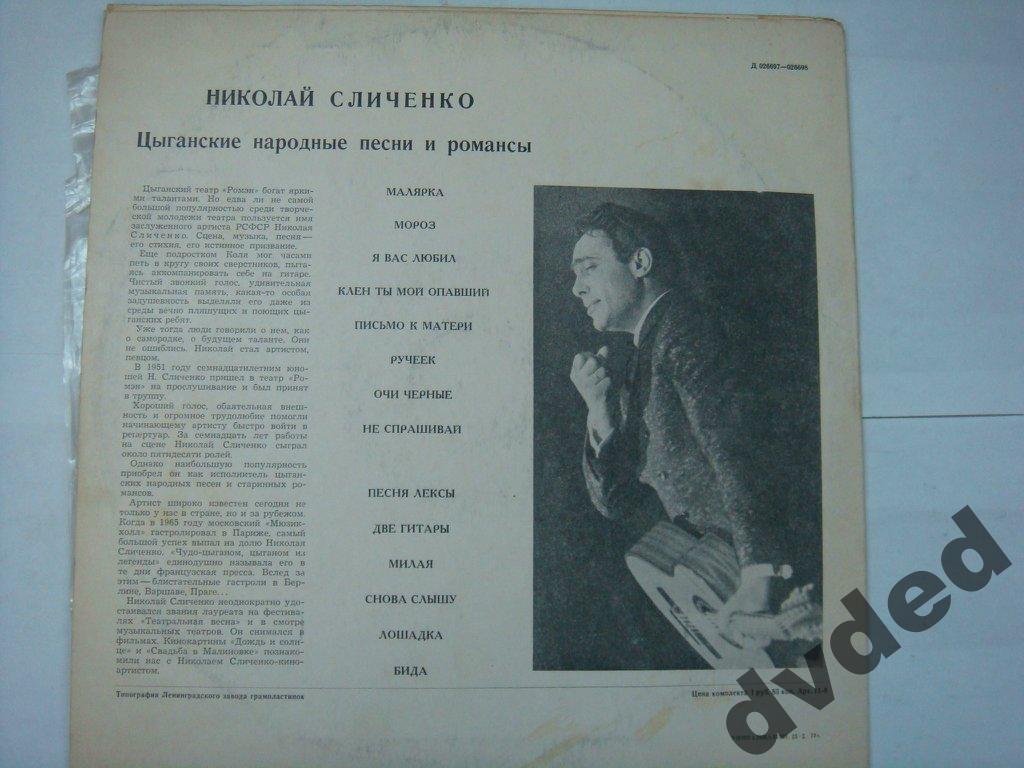 Д 026697—026698
НИКОЛАЙ СЛИЧЕНКО
Цыганские народные песни и романсы
Цыганский театр «Ромэн» богат ярки-
ми талантами. Но едва ли не самой
большой популярностью среди творче-
ской молодежи театра пользуется имя
заслуженного артиста РСФСР Николая
Сличенко. Сцена, музыка, песня—
его стихия, его истинное призвание.
Еще подростком Коля мог часами
петь в кругу своих сверстников, пыта-
ясь аккомпанировать себе на гитаре.
Чистый звонкий голос, удивительная
музыкальная память, какая-то особая
задушевность выделяли его даже из
среды вечно пляшущих и поющих цы-
ганских ребят.
Уже тогда люди говорили о нем, как
о самородке, о будущем таланте. Они
не ошиблись. Николай стал артистом,
певцом.
В 1951 году семнадцатилетним юно-
шей Н. Сличенко пришел в театр «Ро-
мэн» на прослушивание и был принят
в труппу.
Хороший голос, обаятельная внеш-
ность и огромное трудолюбие помогли
начинающему артисту быстро войти в
репертуар. За семнадцать лет работы
на сцене Николай Сличенко сыграл
около пятидесяти ролей.
Однако наибольшую популярность
приобрел он как исполнитель цыган-
ских народных песен и старинных ро-
мансов.
Артист широко известен сегодня не
только у нас в стране, но и за рубежом.
Когда в 1965 году московский «Мюзик-
холл» гастролировал в Париже, самый
большой успех выпал на долю Николая
Сличенко. «Чудо-цыганом, цыганом из
легенды» единодушно называла его в
те дни французская пресса. Вслед за
этим—блистательные гастроли в Бер-
лине, Варшаве, Праге...
Николай Сличенко неоднократно удо-
стаивался звания лауреата на фестива-
лях «Театральная весна» и в смотре
музыкальных театров. Он снимался в
фильмах. Кинокартины «Дождь и солн-
це» и «Свадьба в Малиновке» познако-
мили нас с Николаем Сличенко-кино-
артистом.
МАЛЯРКА
МОРОЗ
Я ВАС ЛЮБИЛ
КЛЕН ТЫ МОЙ ОПАВШИЙ
ПИСЬМО К МАТЕРИ
РУЧЕЕК
ОЧИ ЧЕРНЫЕ
НЕ СПРАШИВАЙ
ПЕСНЯ ЛЕКСЫ
ДВЕ ГИТАРЫ
МИЛАЯ
СНОВА СЛЫШУ
ЛОШАДКА
БИДА
Типография Ленинградского завода грампластинок
Цена комплекта 1 руб. 53 коп. Арт. 11-8
dvded